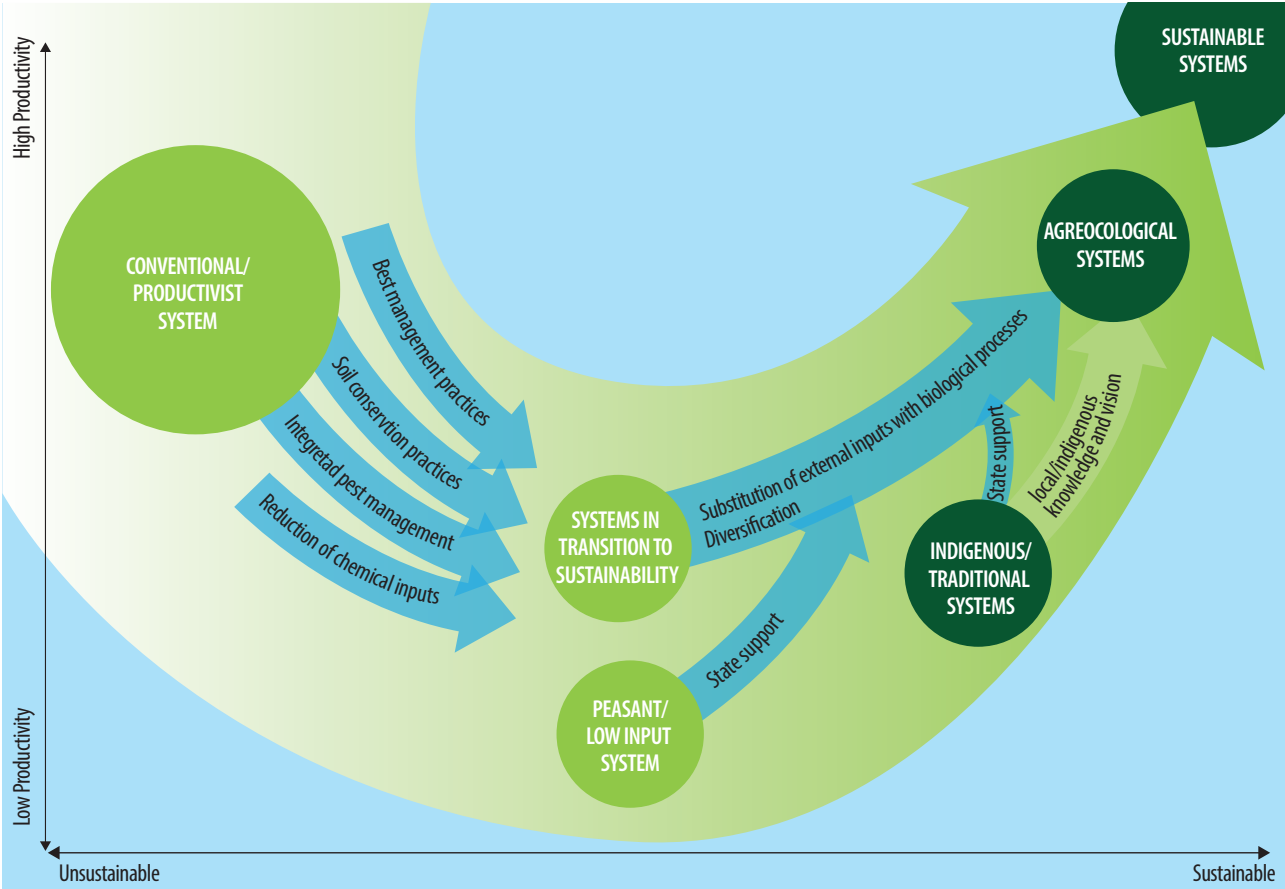 High Productivity
SUSTAINABLE
SYSTEMS
CONVENTIONAL/
PRODUCTIVIST
SYSTEM
AGREOCOLOGICAL
SYSTEMS
Best management practices
Soil conservtion practices
Integretad pest management
Reduction of chemical inputs
SYSTEMS IN
TRANSITION TO
SUSTAINABILITY
Substitution of external inputs with biological processes
Diversification
State support
local/indigenous
knowledge and vision
INDIGENOUS/
TRADITIONAL
SYSTEMS
State support
PEASANT/
LOW INPUT
SYSTEM
Low Productivity
Unsustainable
Sustainable